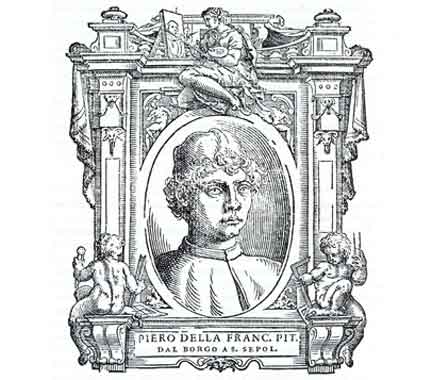 PIERO DELLA FRANC. PIT.
DAL BORGO A S. SEPOL.